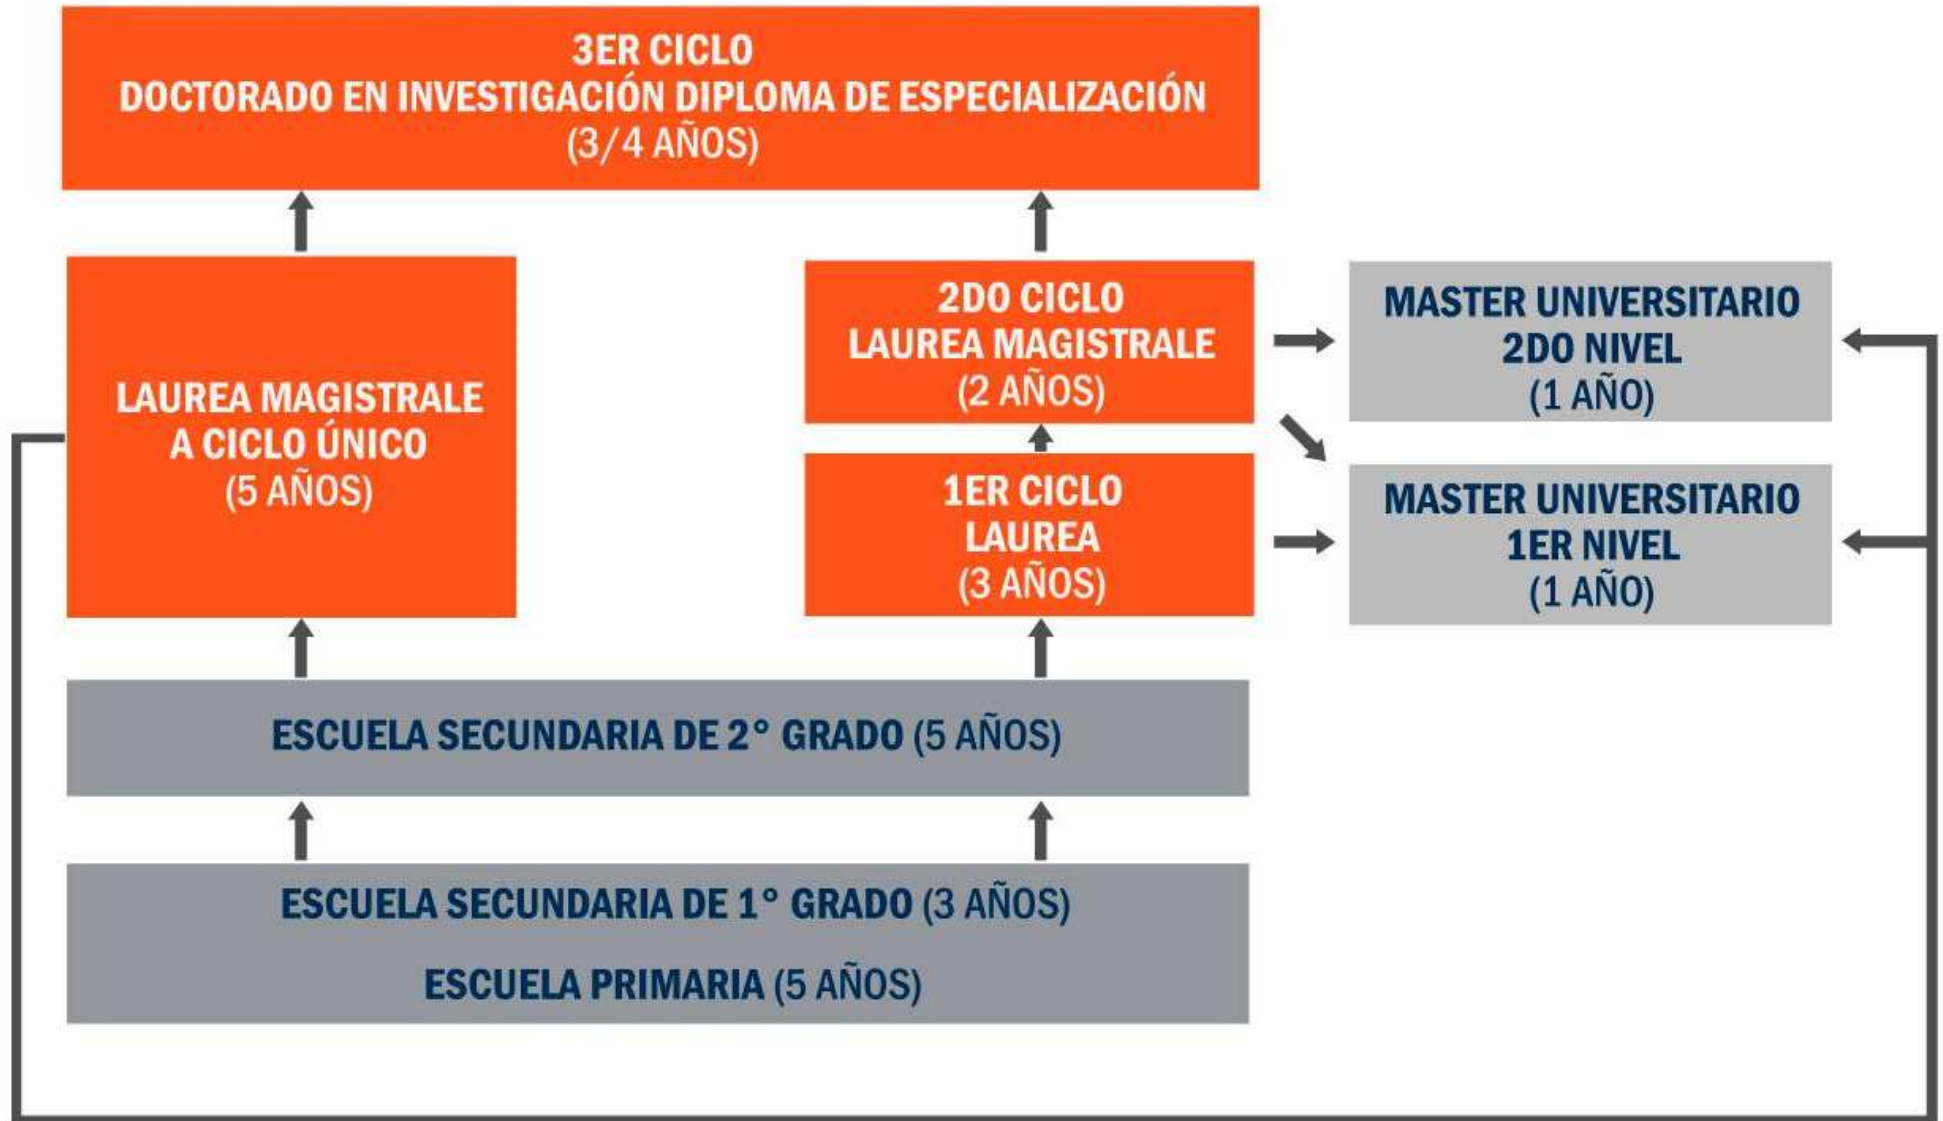 3ER CICLO
DOCTORADO EN INVESTIGACIÓN DIPLOMA DE ESPECIALIZACIÓN
(3/4 AÑOS)
LAUREA MAGISTRALE
A CICLO ÚNICO
(5 AÑOS)
2DO CICLO
LAUREA MAGISTRALE
(2 AÑOS)
MASTER UNIVERSITARIO
2DO NIVEL
(1 AÑO)
1ER CICLO
LAUREA
(3 AÑOS)
MASTER UNIVERSITARIO
1ER NIVEL
(1 AÑO)
ESCUELA SECUNDARIA DE 2° GRADO (5 AÑOS)
ESCUELA SECUNDARIA DE 1° GRADO (3 AÑOS)
ESCUELA PRIMARIA (5 AÑOS)